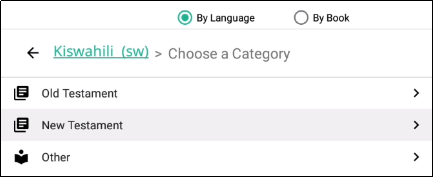 By Language By Book
Kiswahili (sw) > Choose a Category
Old Testament
New Testament
Other